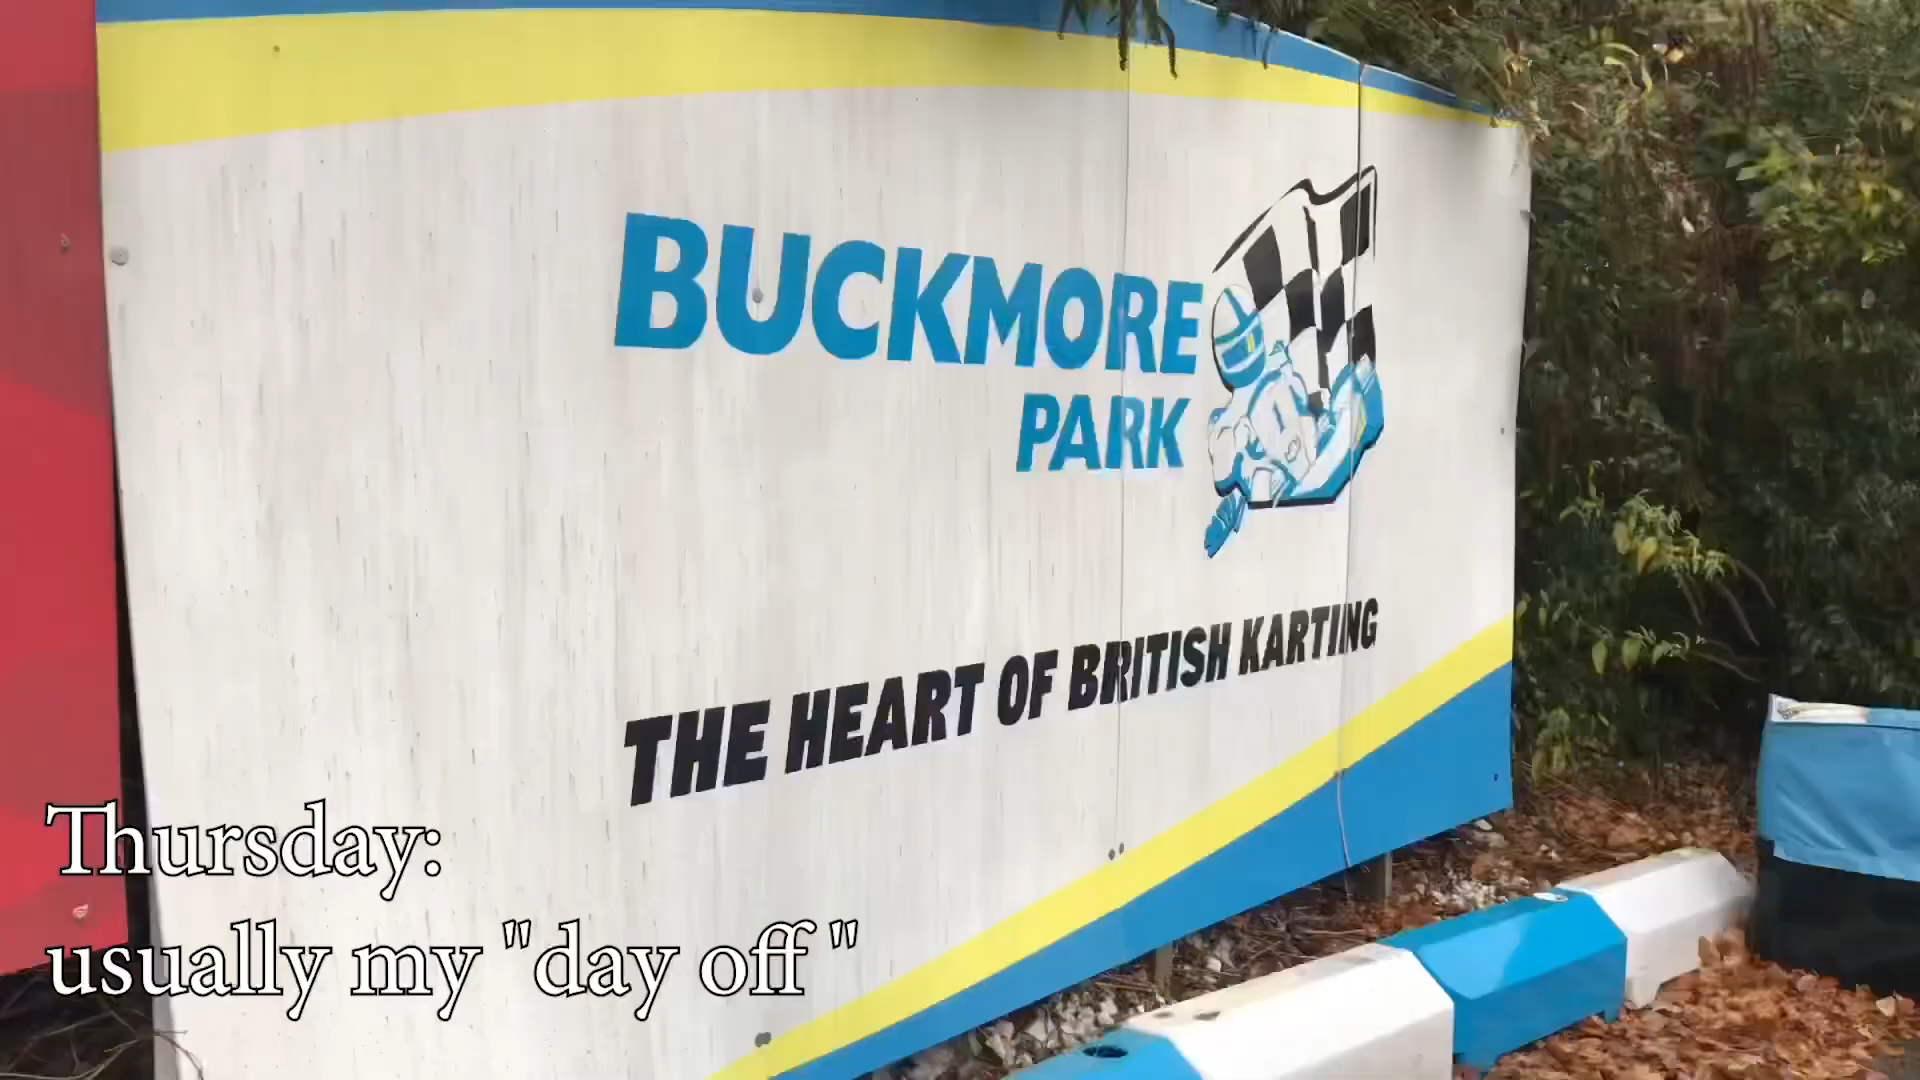 BUCKMORE
PARK
THE HEART OF BRITISH KARTING
Thursday:
usually my "day off "